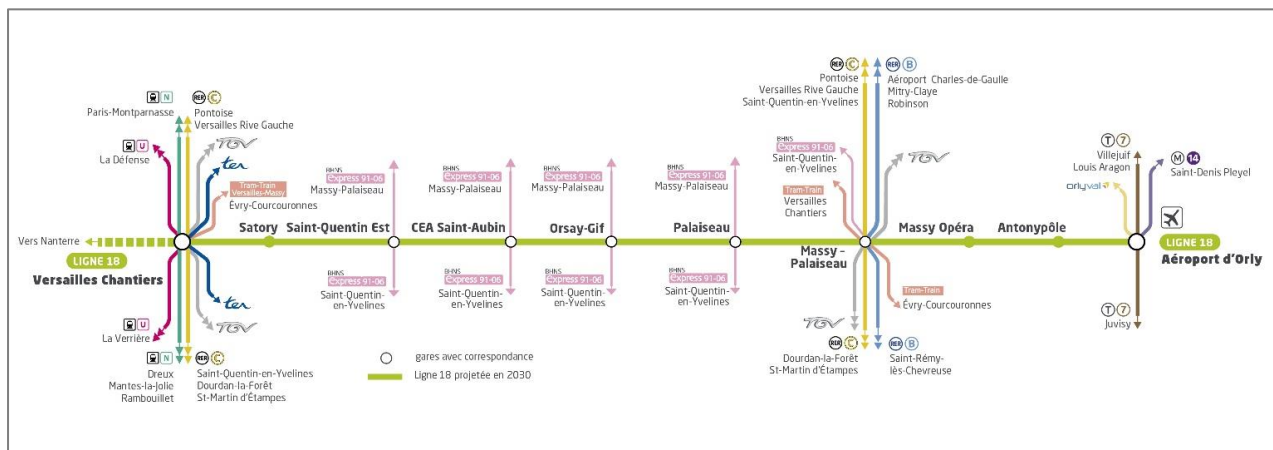 N
Paris-Montparnasse
RER C
Pontoise
Versailles Rive Gauche
U
La Défense
TGV
ter
Tram-Train
Versailles-Massy
Évry-Courcouronnes
Vers Nanterre
LIGNE 18
Versailles Chantiers
U
La Verrière
ter
TGV
N
Dreux
Mantes-la-Jolie
Rambouillet
RER C
Saint-Quentin-en-Yvelines
Dourdan-la-Forêt
St-Martin d'Étampes
Satory
Saint-Quentin Est
BHNS
express 91-06
Massy-Palaiseau
BHNS
express 91-06
Saint-Quentin-
en-Yvelines
CEA Saint-Aubin
BHNS
express 91-06
Massy-Palaiseau
BHNS
express 91-06
Saint-Quentin-
en-Yvelines
Orsay-Gif
BHNS
express 91-06
Massy-Palaiseau
BHNS
express 91-06
Saint-Quentin-
en-Yvelines
Palaiseau
BHNS
express 91-06
Massy-Palaiseau
BHNS
express 91-06
Saint-Quentin-
en-Yvelines
RER C
Pontoise
Versailles Rive Gauche
Saint-Quentin-en-Yvelines
RER B
Aéroport Charles-de-Gaulle
Mitry-Claye
Robinson
BHNS
express 91-06
Saint-Quentin-
en-Yvelines
Tram-Train
Versailles
Chantiers
TGV
Massy –
Palaiseau
Tram-Train
Évry-Courcouronnes
TGV
RER C
Dourdan-la-Forêt
St-Martin d'Étampes
RER B
Saint-Rémy-
lès-Chevreuse
Massy Opéra
Antonypôle
T 7
Villejuif
Louis Aragon
M 14
Saint-Denis Pleyel
orlyval
LIGNE 18
Aéroport d'Orly
T 7
Juvisy
gares avec correspondance
Ligne 18 projetée en 2030